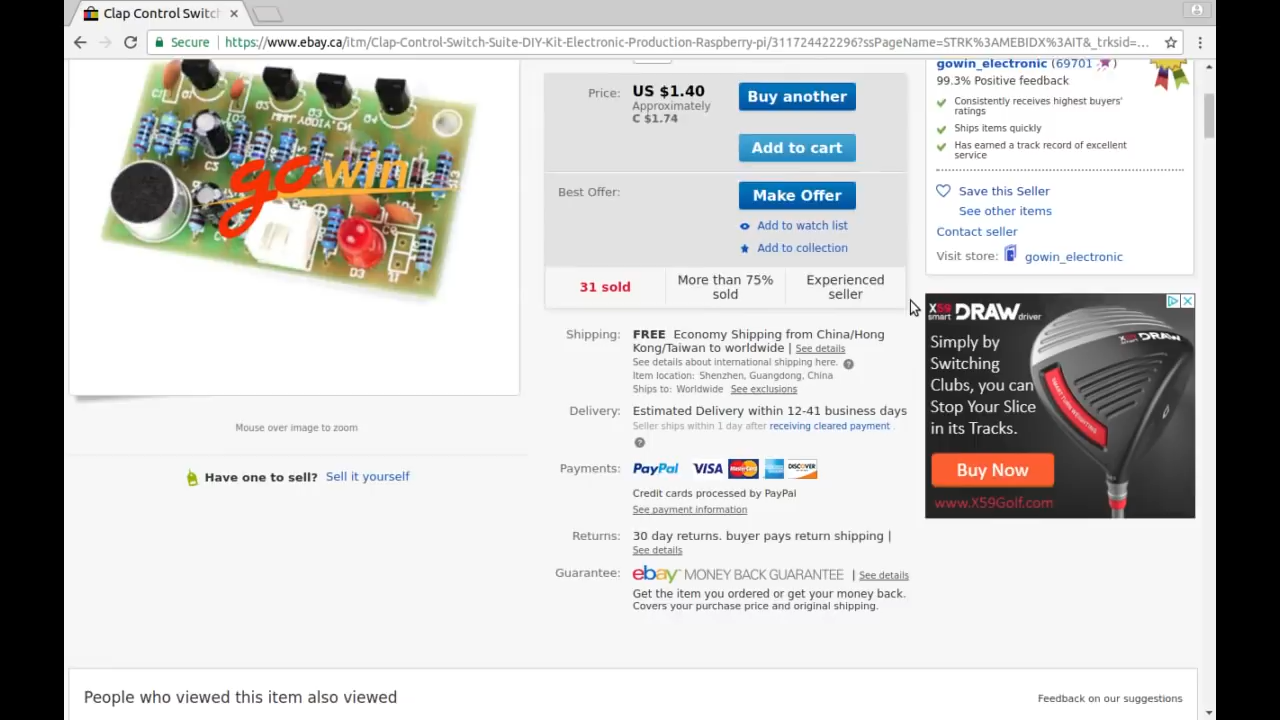 Clap Control Switch
Secure
https://www.ebay.ca/itm/Clap-Control-Switch-Suite-DIY-Kit-Electronic-Production-Raspberry-pi/311724422296?ssPageName=STRK%3AMEBIDX%3AIT&_trksid=...
gowin
C3
D3
Mouse over image to zoom
Have one to sell? Sell it yourself
Price: US $1.40
Approximately
C $1.74
Buy another
Add to cart
Best Offer:
Make Offer
Add to watch list
Add to collection
31 sold
More than 75% sold
Experienced seller
Shipping: FREE Economy Shipping from China/Hong
Kong/Taiwan to worldwide | See details
See details about international shipping here. ?
Item location: Shenzhen, Guangdong, China
Ships to: Worldwide See exclusions
Delivery: Estimated Delivery within 12-41 business days
Seller ships within 1 day after receiving cleared payment
?
Payments: PayPal VISA MasterCard DISCOVER
Credit cards processed by PayPal
See payment information
Returns: 30 day returns. buyer pays return shipping |
See details
Guarantee: ebay MONEY BACK GUARANTEE | See details
Get the item you ordered or get your money back.
Covers your purchase price and original shipping.
gowin_electronic (69701)
99.3% Positive feedback
Consistently receives highest buyers'
ratings
Ships items quickly
Has earned a track record of excellent
service
Save this Seller
See other items
Contact seller
Visit store: gowin_electronic
X59 smart DRAW driver
Simply by
Switching
Clubs, you can
Stop Your Slice
in its Tracks.
Buy Now
www.X59Golf.com
DRAW
SMART TURN WEIGHTING
People who viewed this item also viewed
Feedback on our suggestions